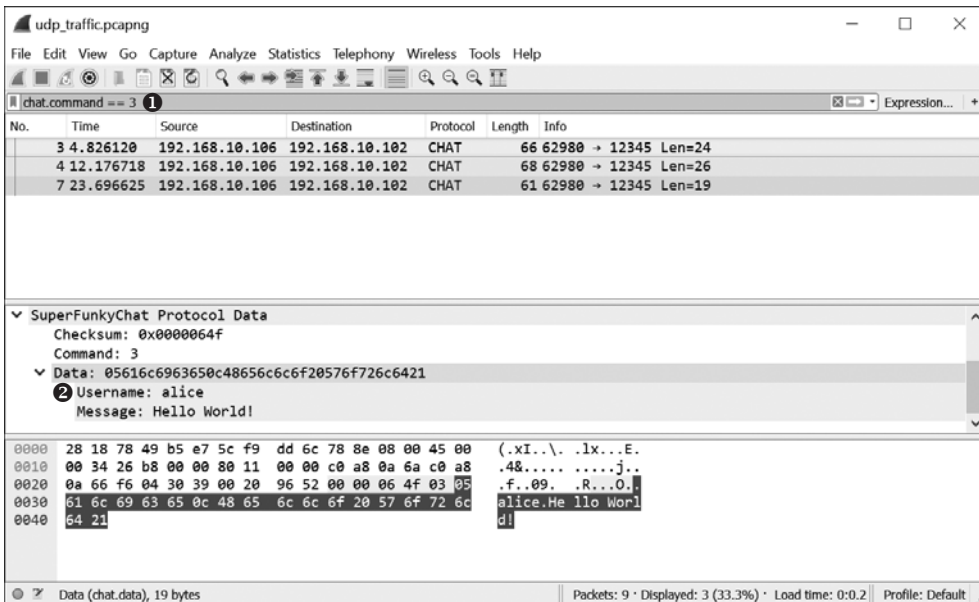 udp_traffic.pcapng
File Edit View Go Capture Analyze Statistics Telephony Wireless Tools Help
chat.command == 3 ❶ Expression... +
No. Time Source Destination Protocol Length Info
3 4.826120 192.168.10.106 192.168.10.102 CHAT 66 62980 → 12345 Len=24
4 12.176718 192.168.10.106 192.168.10.102 CHAT 68 62980 → 12345 Len=26
7 23.696625 192.168.10.106 192.168.10.102 CHAT 61 62980 → 12345 Len=19
SuperFunkyChat Protocol Data
Checksum: 0x0000064f
Command: 3
Data: 05616c6963650c48656c6c6f20576f726c6421
❷ Username: alice
Message: Hello World!
0000 28 18 78 49 b5 e7 5c f9 dd 6c 78 8e 08 00 45 00 (.xI..\. .lx...E.
0010 00 34 26 b8 00 00 80 11 00 00 c0 a8 0a 6a c0 a8 .4&..... .....j..
0020 0a 66 f6 04 30 39 00 20 96 52 00 00 06 4f 03 05 .f..09. .R...O..
0030 61 6c 69 63 65 0c 48 65 6c 6c 6f 20 57 6f 72 6c alice.He llo Worl
0040 64 21 d!
Data (chat.data), 19 bytes Packets: 9 · Displayed: 3 (33.3%) · Load time: 0:0.2 Profile: Default